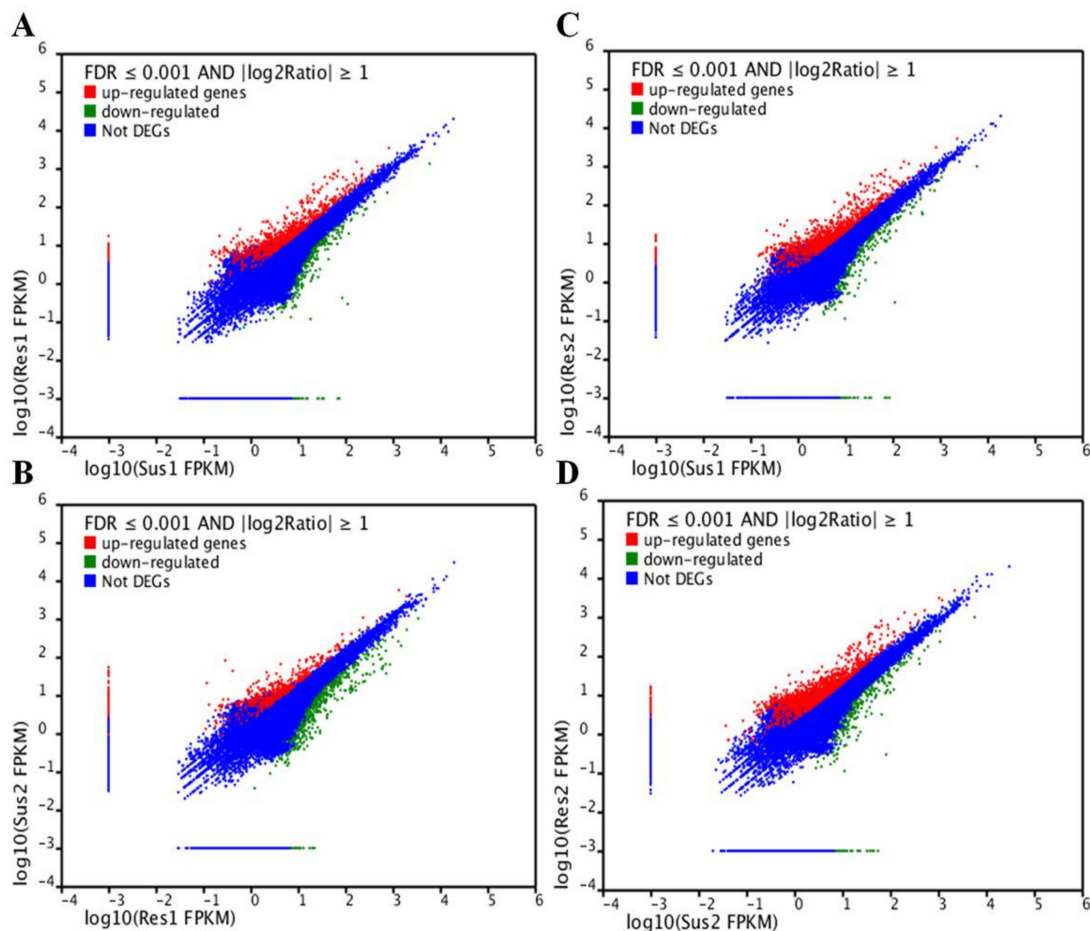 A
6
5
4
3
2
1
0
−1
−2
−3
−4
FDR ≤ 0.001 AND |log2Ratio| ≥ 1
up−regulated genes
down−regulated
Not DEGs
log10(Res1 FPKM)
−4 −3 −2 −1 0 1 2 3 4 5 6
log10(Sus1 FPKM)
C
6
5
4
3
2
1
0
−1
−2
−3
−4
FDR ≤ 0.001 AND |log2Ratio| ≥ 1
up−regulated genes
down−regulated
Not DEGs
log10(Res2 FPKM)
−4 −3 −2 −1 0 1 2 3 4 5 6
log10(Sus1 FPKM)
B
6
5
4
3
2
1
0
−1
−2
−3
−4
FDR ≤ 0.001 AND |log2Ratio| ≥ 1
up−regulated genes
down−regulated
Not DEGs
log10(Sus2 FPKM)
−4 −3 −2 −1 0 1 2 3 4 5 6
log10(Res1 FPKM)
D
6
5
4
3
2
1
0
−1
−2
−3
−4
FDR ≤ 0.001 AND |log2Ratio| ≥ 1
up−regulated genes
down−regulated
Not DEGs
log10(Res2 FPKM)
−4 −3 −2 −1 0 1 2 3 4 5 6
log10(Sus2 FPKM)